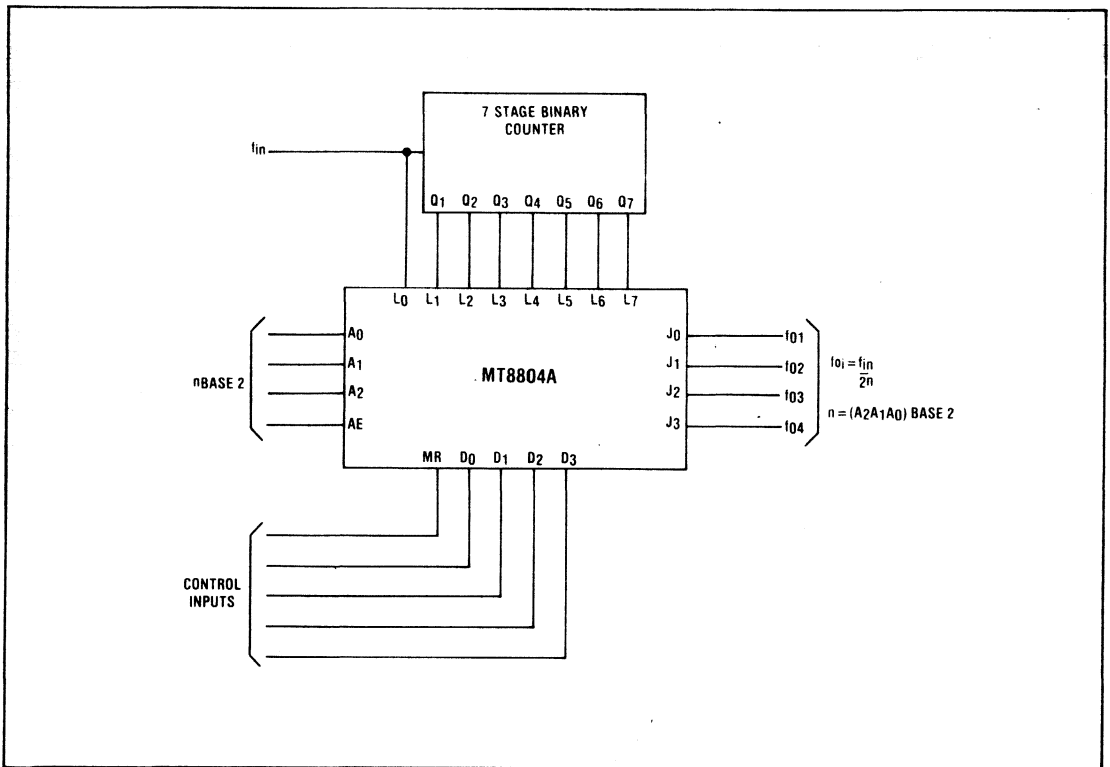 7 STAGE BINARY
COUNTER
fin
Q1 Q2 Q3 Q4 Q5 Q6 Q7
L0 L1 L2 L3 L4 L5 L6 L7
A0
A1
A2
AE
nBASE 2
MT8804A
J0
J1
J2
J3
f01
f02
f03
f04
f0i = fin
2n
n = (A2A1A0) BASE 2
MR D0 D1 D2 D3
CONTROL
INPUTS